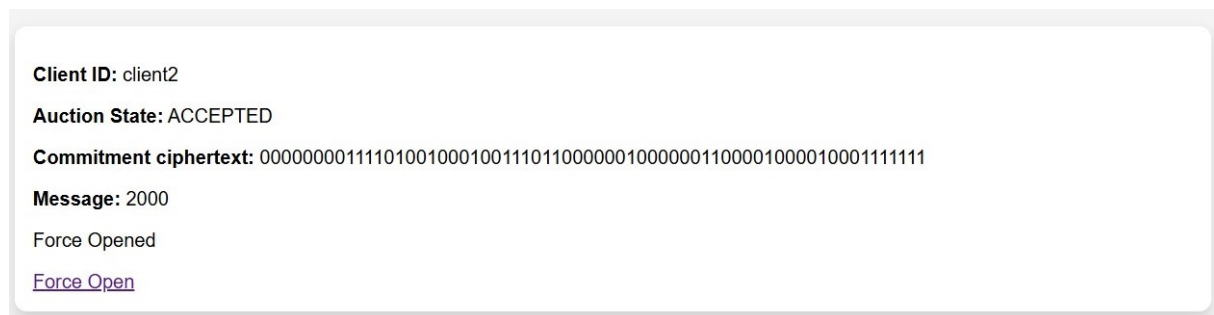 Client ID: client2
Auction State: ACCEPTED
Commitment ciphertext: 0000000011110100100010011101100000010000001100001000010001111111
Message: 2000
Force Opened
Force Open